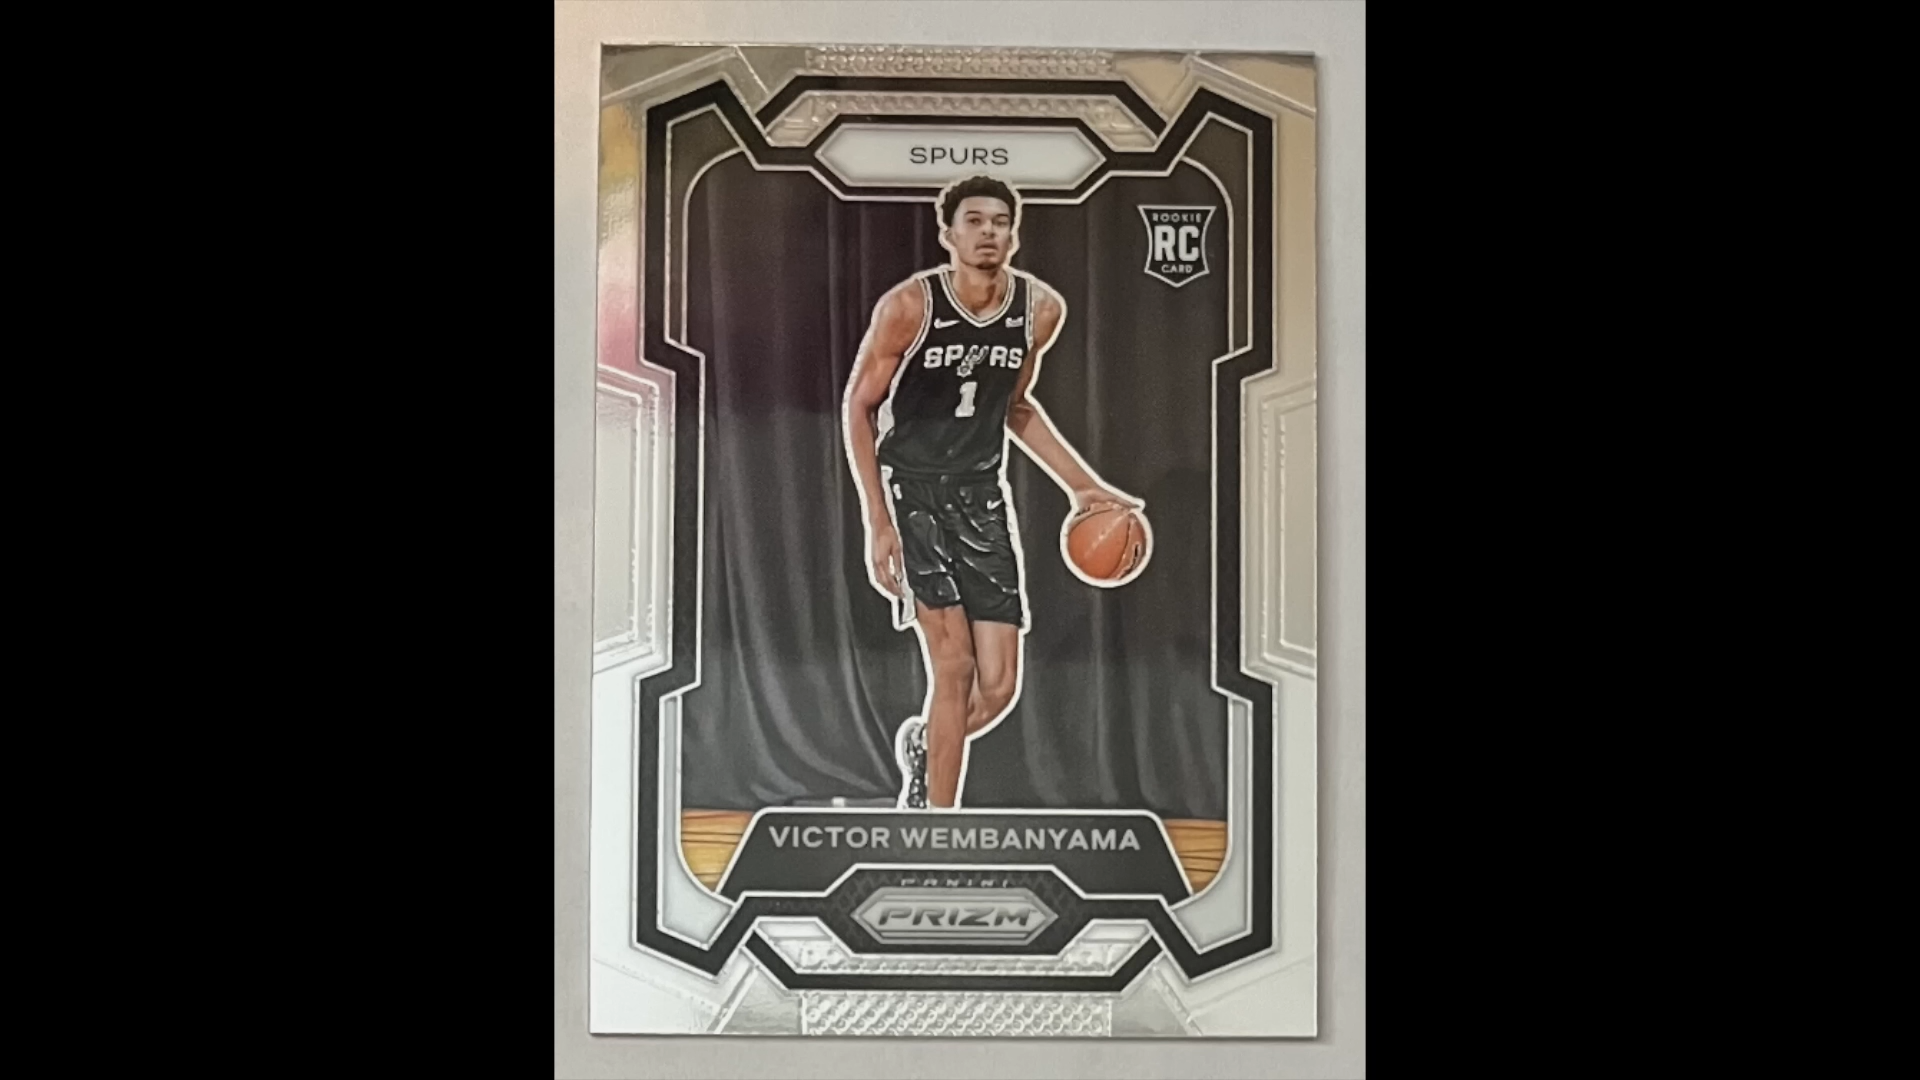 SPURS
ROOKIE
RC
CARD
SPURS
1
VICTOR WEMBANYAMA
PANINI
PRIZM